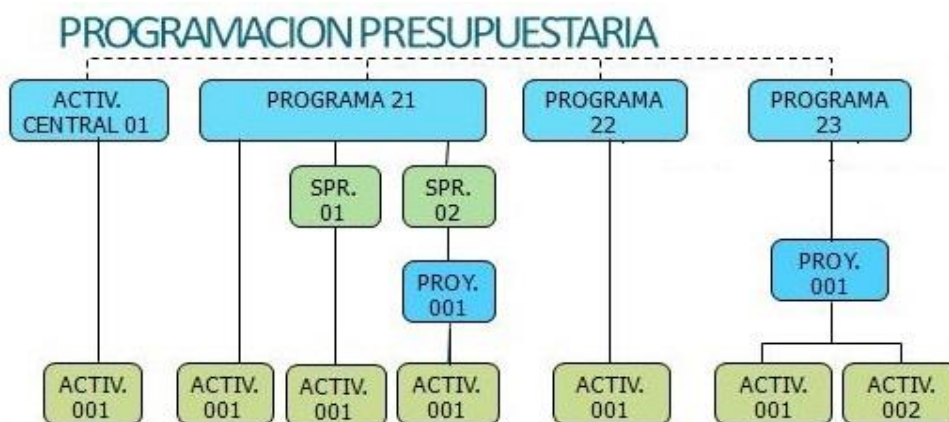 PROGRAMACION PRESUPUESTARIA
ACTIV.
CENTRAL 01
PROGRAMA 21
PROGRAMA
22
PROGRAMA
23
SPR.
01
SPR.
02
PROY.
001
PROY.
001
ACTIV.
001
ACTIV.
001
ACTIV.
001
ACTIV.
001
ACTIV.
001
ACTIV.
001
ACTIV.
002